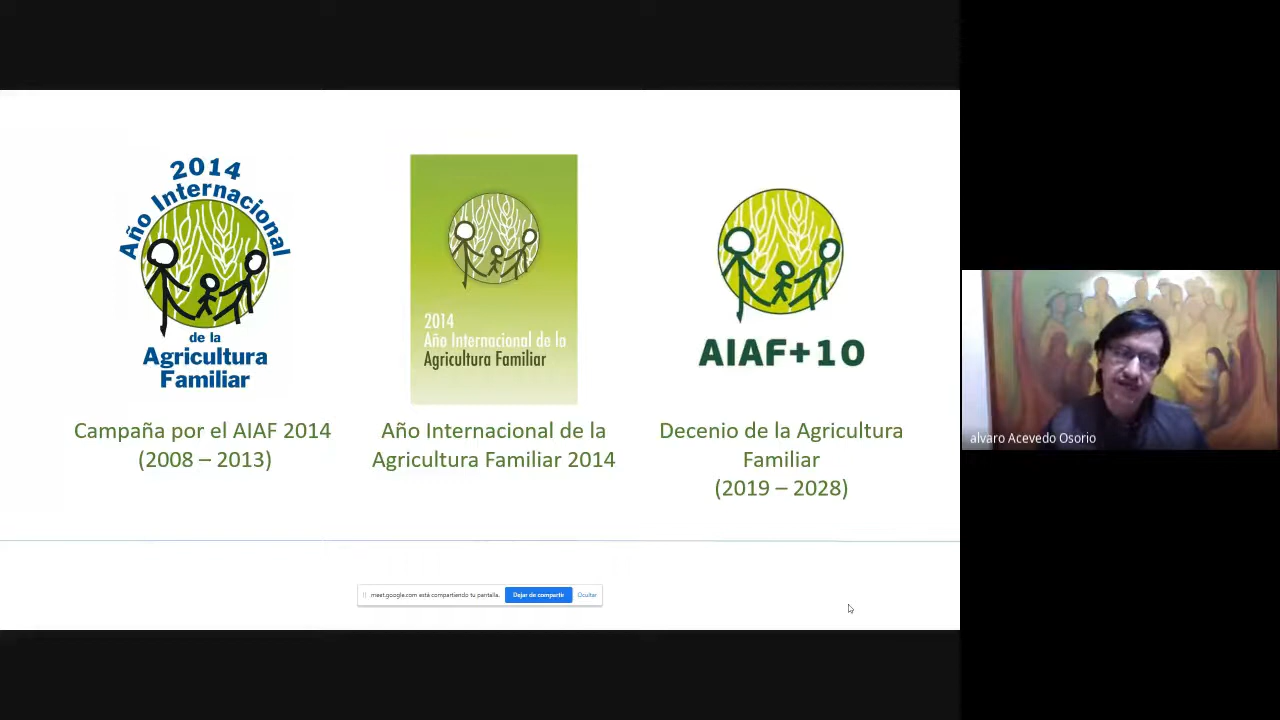 2014
Año Internacional
de la
Agricultura
Familiar
Campaña por el AIAF 2014
(2008 – 2013)
2014
Año Internacional de la
Agricultura Familiar
Año Internacional de la
Agricultura Familiar 2014
AIAF+10
Decenio de la Agricultura
Familiar
(2019 – 2028)
meet.google.com está compartiendo tu pantalla.
Dejar de compartir
Ocultar
alvaro Acevedo Osorio